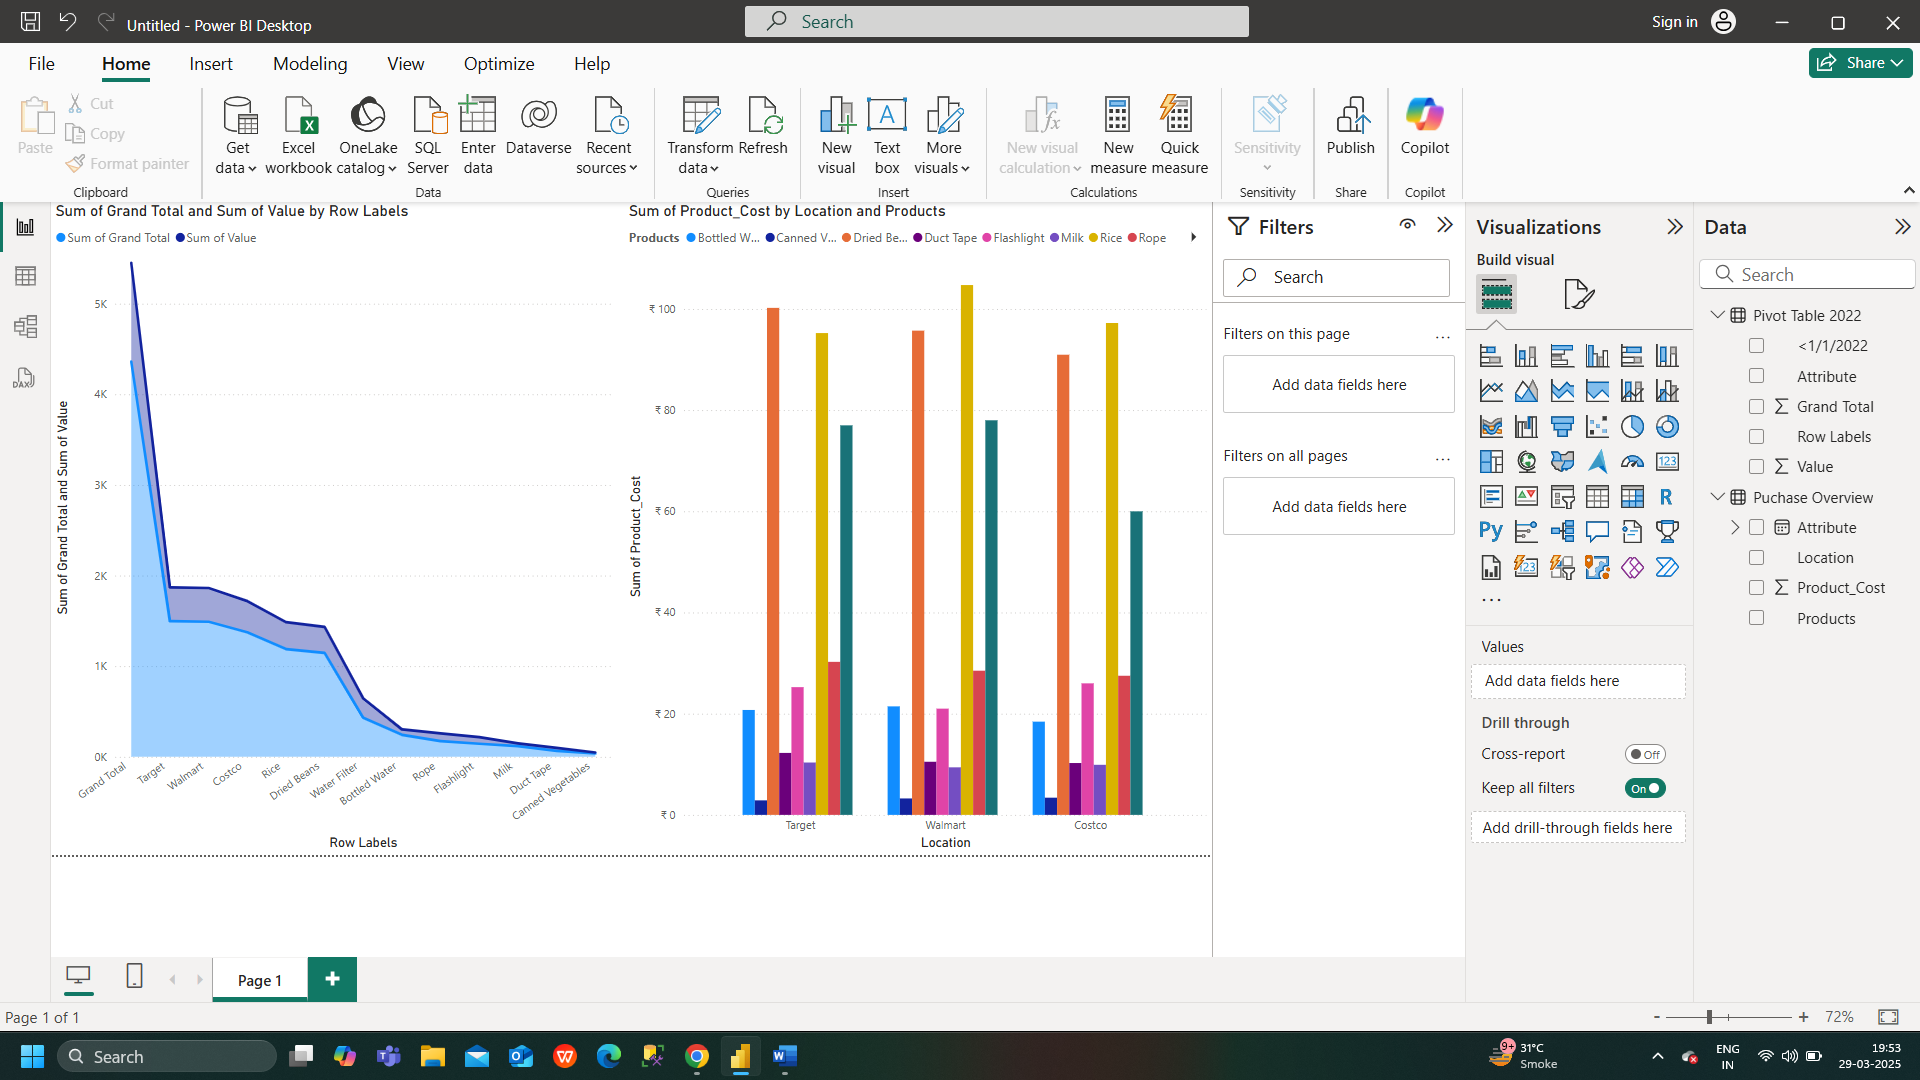 Untitled - Power BI Desktop
Search
Sign in
File
Home
Insert
Modeling
View
Optimize
Help
Share
Paste
Cut
Copy
Format painter
Clipboard
Get data
Excel workbook
OneLake catalog
SQL Server
Enter data
Dataverse
Recent sources
Data
Transform data
Refresh
Queries
New visual
Text box
More visuals
Insert
New visual calculation
New measure
Quick measure
Calculations
Sensitivity
Sensitivity
Publish
Share
Copilot
Copilot
DAX
Sum of Grand Total and Sum of Value by Row Labels
Sum of Grand Total
Sum of Value
Sum of Grand Total and Sum of Value
5K
4K
3K
2K
1K
0K
Grand Total
Target
Walmart
Costco
Rice
Dried Beans
Water Filter
Bottled Water
Rope
Flashlight
Milk
Duct Tape
Canned Vegetables
Row Labels
Sum of Product_Cost by Location and Products
Products
Bottled W...
Canned V...
Dried Be...
Duct Tape
Flashlight
Milk
Rice
Rope
Sum of Product_Cost
₹ 100
₹ 80
₹ 60
₹ 40
₹ 20
₹ 0
Target
Walmart
Costco
Location
Filters
Search
Filters on this page
...
Add data fields here
Filters on all pages
...
Add data fields here
Visualizations
Build visual
123
R
Py
123
...
Values
Add data fields here
Drill through
Cross-report
Off
Keep all filters
On
Add drill-through fields here
Data
Search
Pivot Table 2022
<1/1/2022
Attribute
∑ Grand Total
Row Labels
∑ Value
Puchase Overview
Attribute
Location
∑ Product_Cost
Products
Page 1
Page 1 of 1
-
+
72%
Search
9+
31°C
Smoke
ENG
IN
19:53
29-03-2025